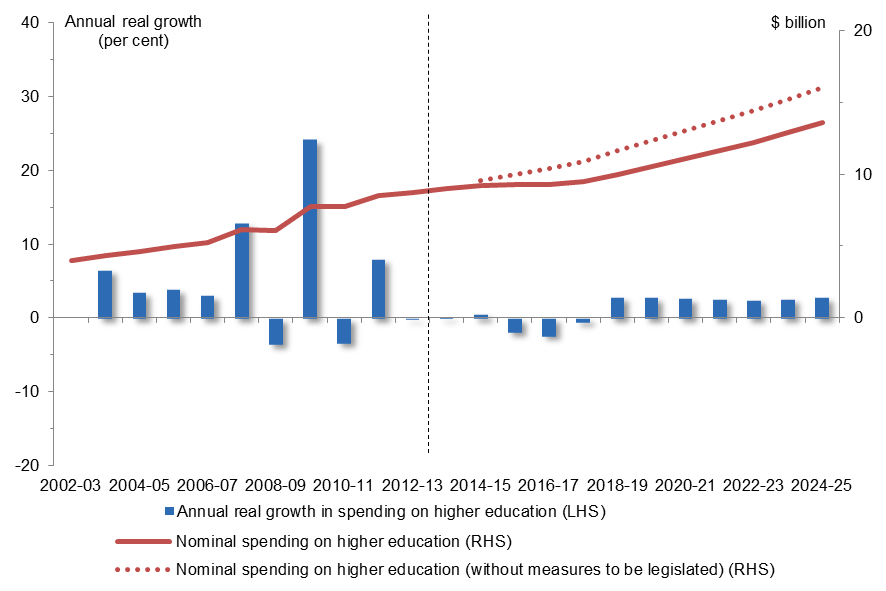 Annual real growth
(per cent)
$ billion
40
30
20
10
0
-10
-20
20
10
0
2002-03 2004-05 2006-07 2008-09 2010-11 2012-13 2014-15 2016-17 2018-19 2020-21 2022-23 2024-25
Annual real growth in spending on higher education (LHS)
Nominal spending on higher education (RHS)
Nominal spending on higher education (without measures to be legislated) (RHS)